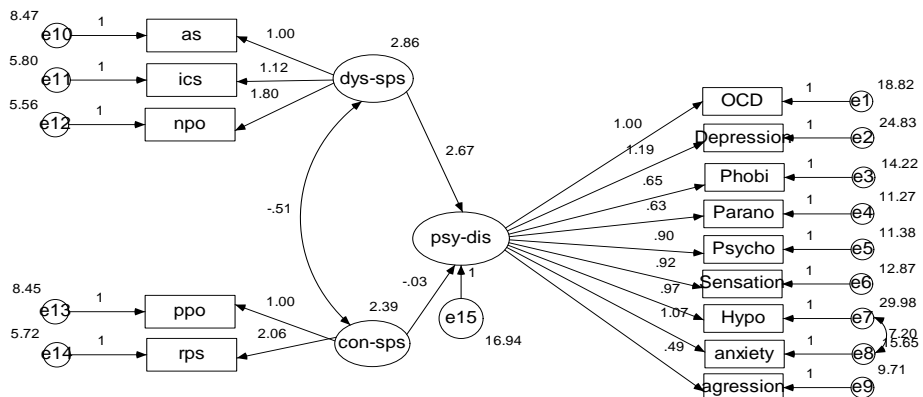 8.47
e10
1
as
1.00
2.86
5.80
e11
1
ics
1.12
dys-sps
5.56
e12
1
npo
1.80
2.67
-.51
psy-dis
-.03
1
e15
16.94
8.45
e13
1
ppo
1.00
2.39
5.72
e14
1
rps
2.06
con-sps
1.00
OCD
1
e1
18.82
1.19
Depression
1
e2
24.83
.65
Phobi
1
e3
14.22
.63
Parano
1
e4
11.27
.90
Psycho
1
e5
11.38
.92
Sensation
1
e6
12.87
.97
Hypo
1
e7
29.98
7.20
1.07
anxiety
1
e8
15.65
.49
agression
1
e9
9.71